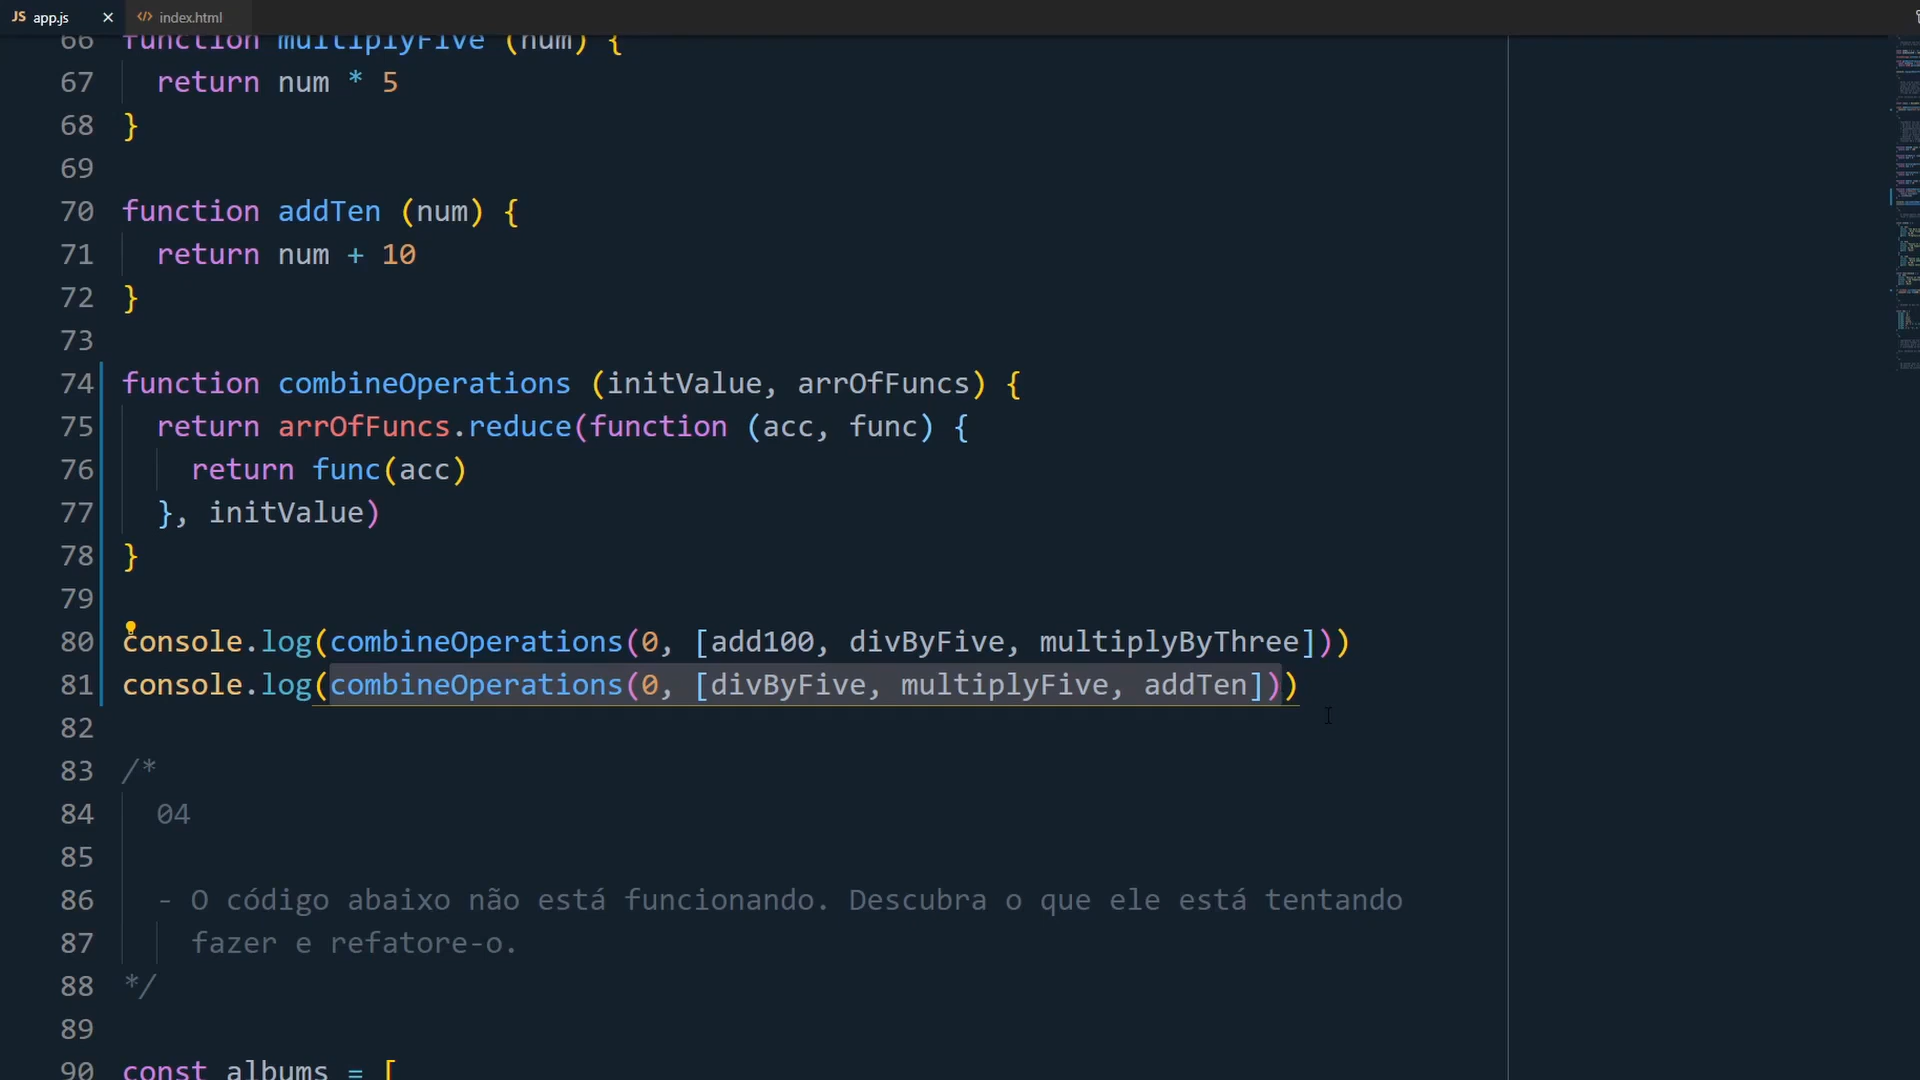 JS app.js × <> index.html
66 function multiplyFive (num) {
67 return num * 5
68 }
69
70 function addTen (num) {
71 return num + 10
72 }
73
74 function combineOperations (initValue, arrOfFuncs) {
75 return arrOfFuncs.reduce(function (acc, func) {
76 return func(acc)
77 }, initValue)
78 }
79
80 console.log(combineOperations(0, [add100, divByFive, multiplyByThree]))
81 console.log(combineOperations(0, [divByFive, multiplyFive, addTen]))
82
83 /*
84 04
85
86 - O código abaixo não está funcionando. Descubra o que ele está tentando
87 fazer e refatore-o.
88 */
89
90 const albums = [